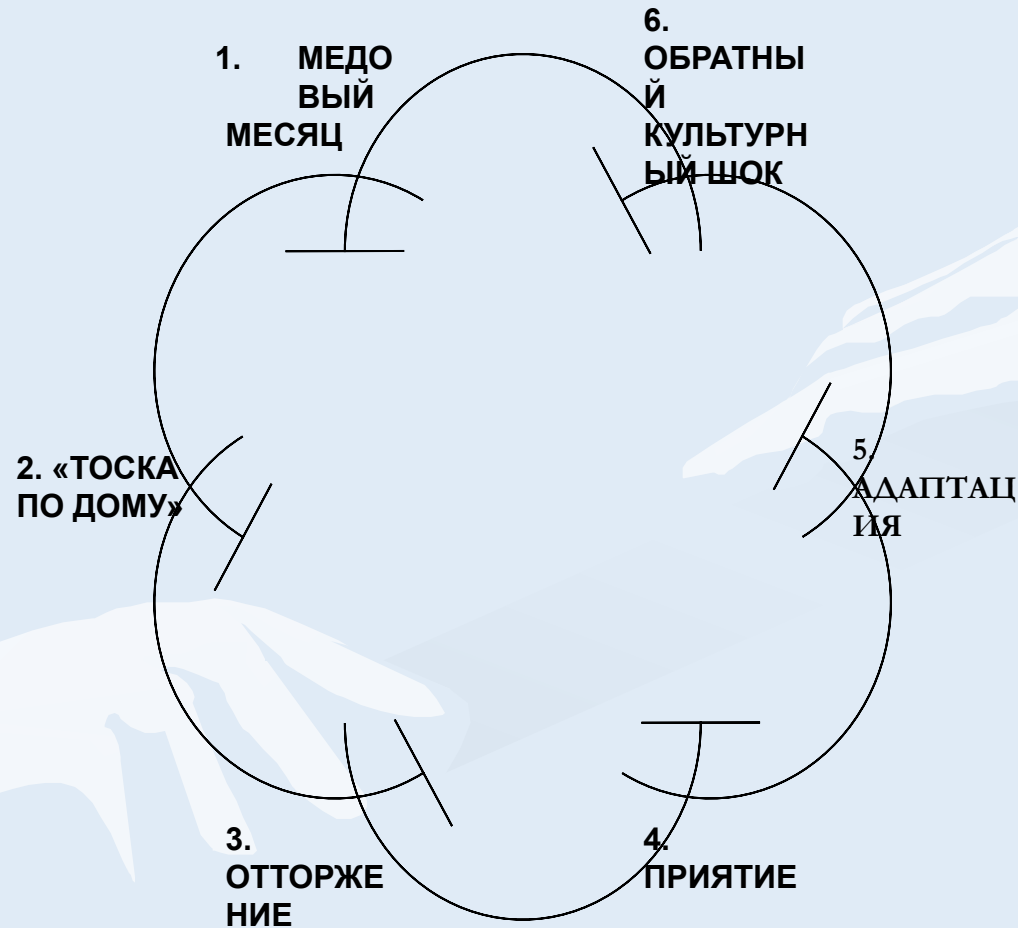 1. МЕДО
ВЫЙ
МЕСЯЦ
2. «ТОСКА
ПО ДОМУ»
3.
ОТТОРЖЕ
НИЕ
4.
ПРИЯТИЕ
5.
АДАПТАЦ
ИЯ
6.
ОБРАТНЫ
Й
КУЛЬТУРН
ЫЙ ШОК